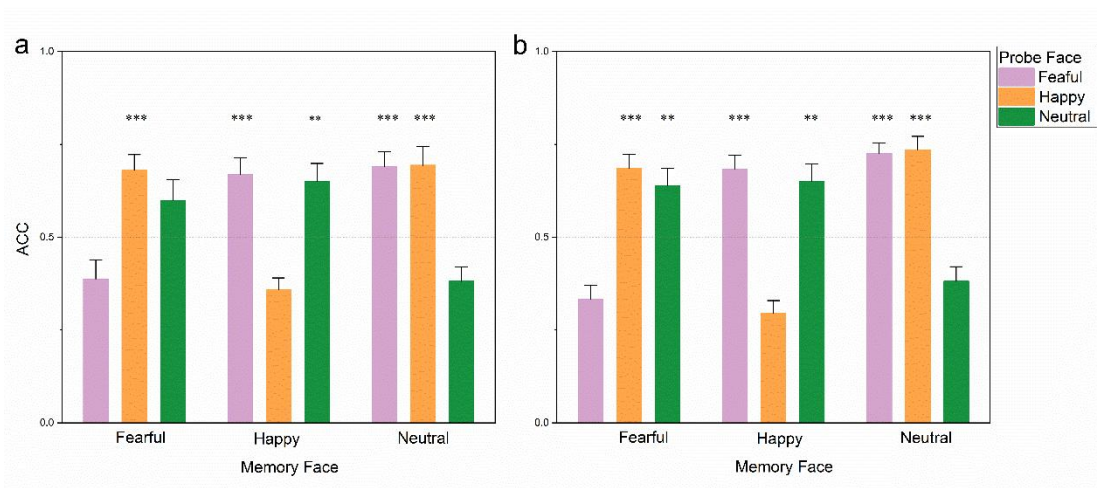 a
1.0
0.5
0.0
ACC
*** *** ** *** ***
Fearful Happy Neutral
Memory Face
b
1.0
0.5
0.0
*** ** *** ** *** ***
Fearful Happy Neutral
Memory Face
Probe Face
Feaful
Happy
Neutral